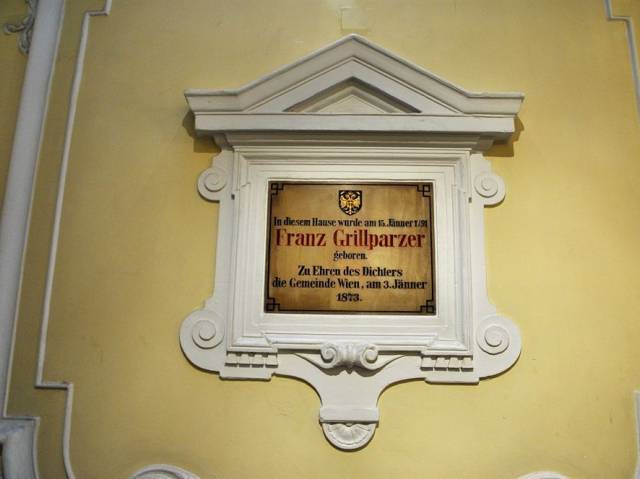 In diesem Hause wurde am 15. Jänner 1791
Franz Grillparzer
geboren.
Zu Ehren des Dichters
die Gemeinde Wien, am 3. Jänner
1873.